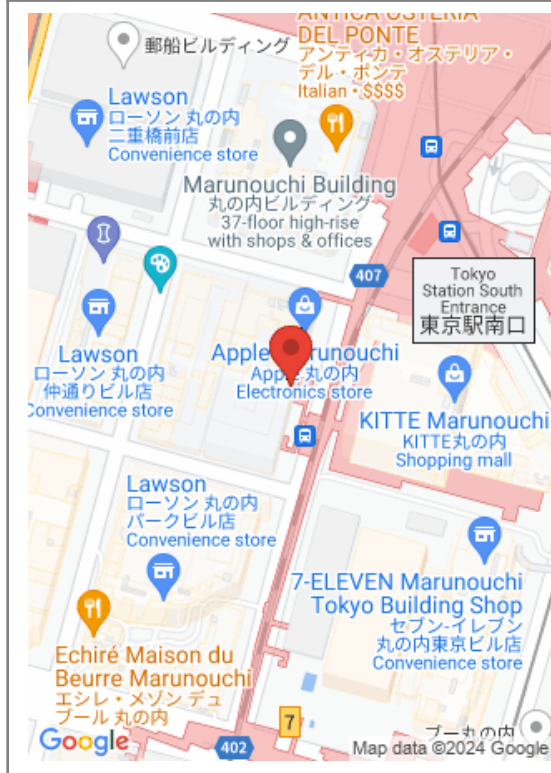 ANTICA OSTERIA
DEL PONTE
アンティカ・オステリア・
デル・ポンテ
Italian • $$$$
郵船ビルディング
Lawson
ローソン 丸の内
二重橋前店
Convenience store
Marunouchi Building
丸の内ビルディング
37-floor high-rise
with shops & offices
407
Tokyo
Station South
Entrance
東京駅南口
Lawson
ローソン 丸の内
仲通りビル店
Convenience store
Apple Marunouchi
Apple 丸の内
Electronics store
KITTE Marunouchi
KITTE丸の内
Shopping mall
Lawson
ローソン 丸の内
パークビル店
Convenience store
7-ELEVEN Marunouchi
Tokyo Building Shop
セブン-イレブン
丸の内東京ビル店
Convenience store
Echiré Maison du
Beurre Marunouchi
エシレ・メゾン デュ
ブール 丸の内
7
ブー丸の内
Google
402
Map data ©2024 Google